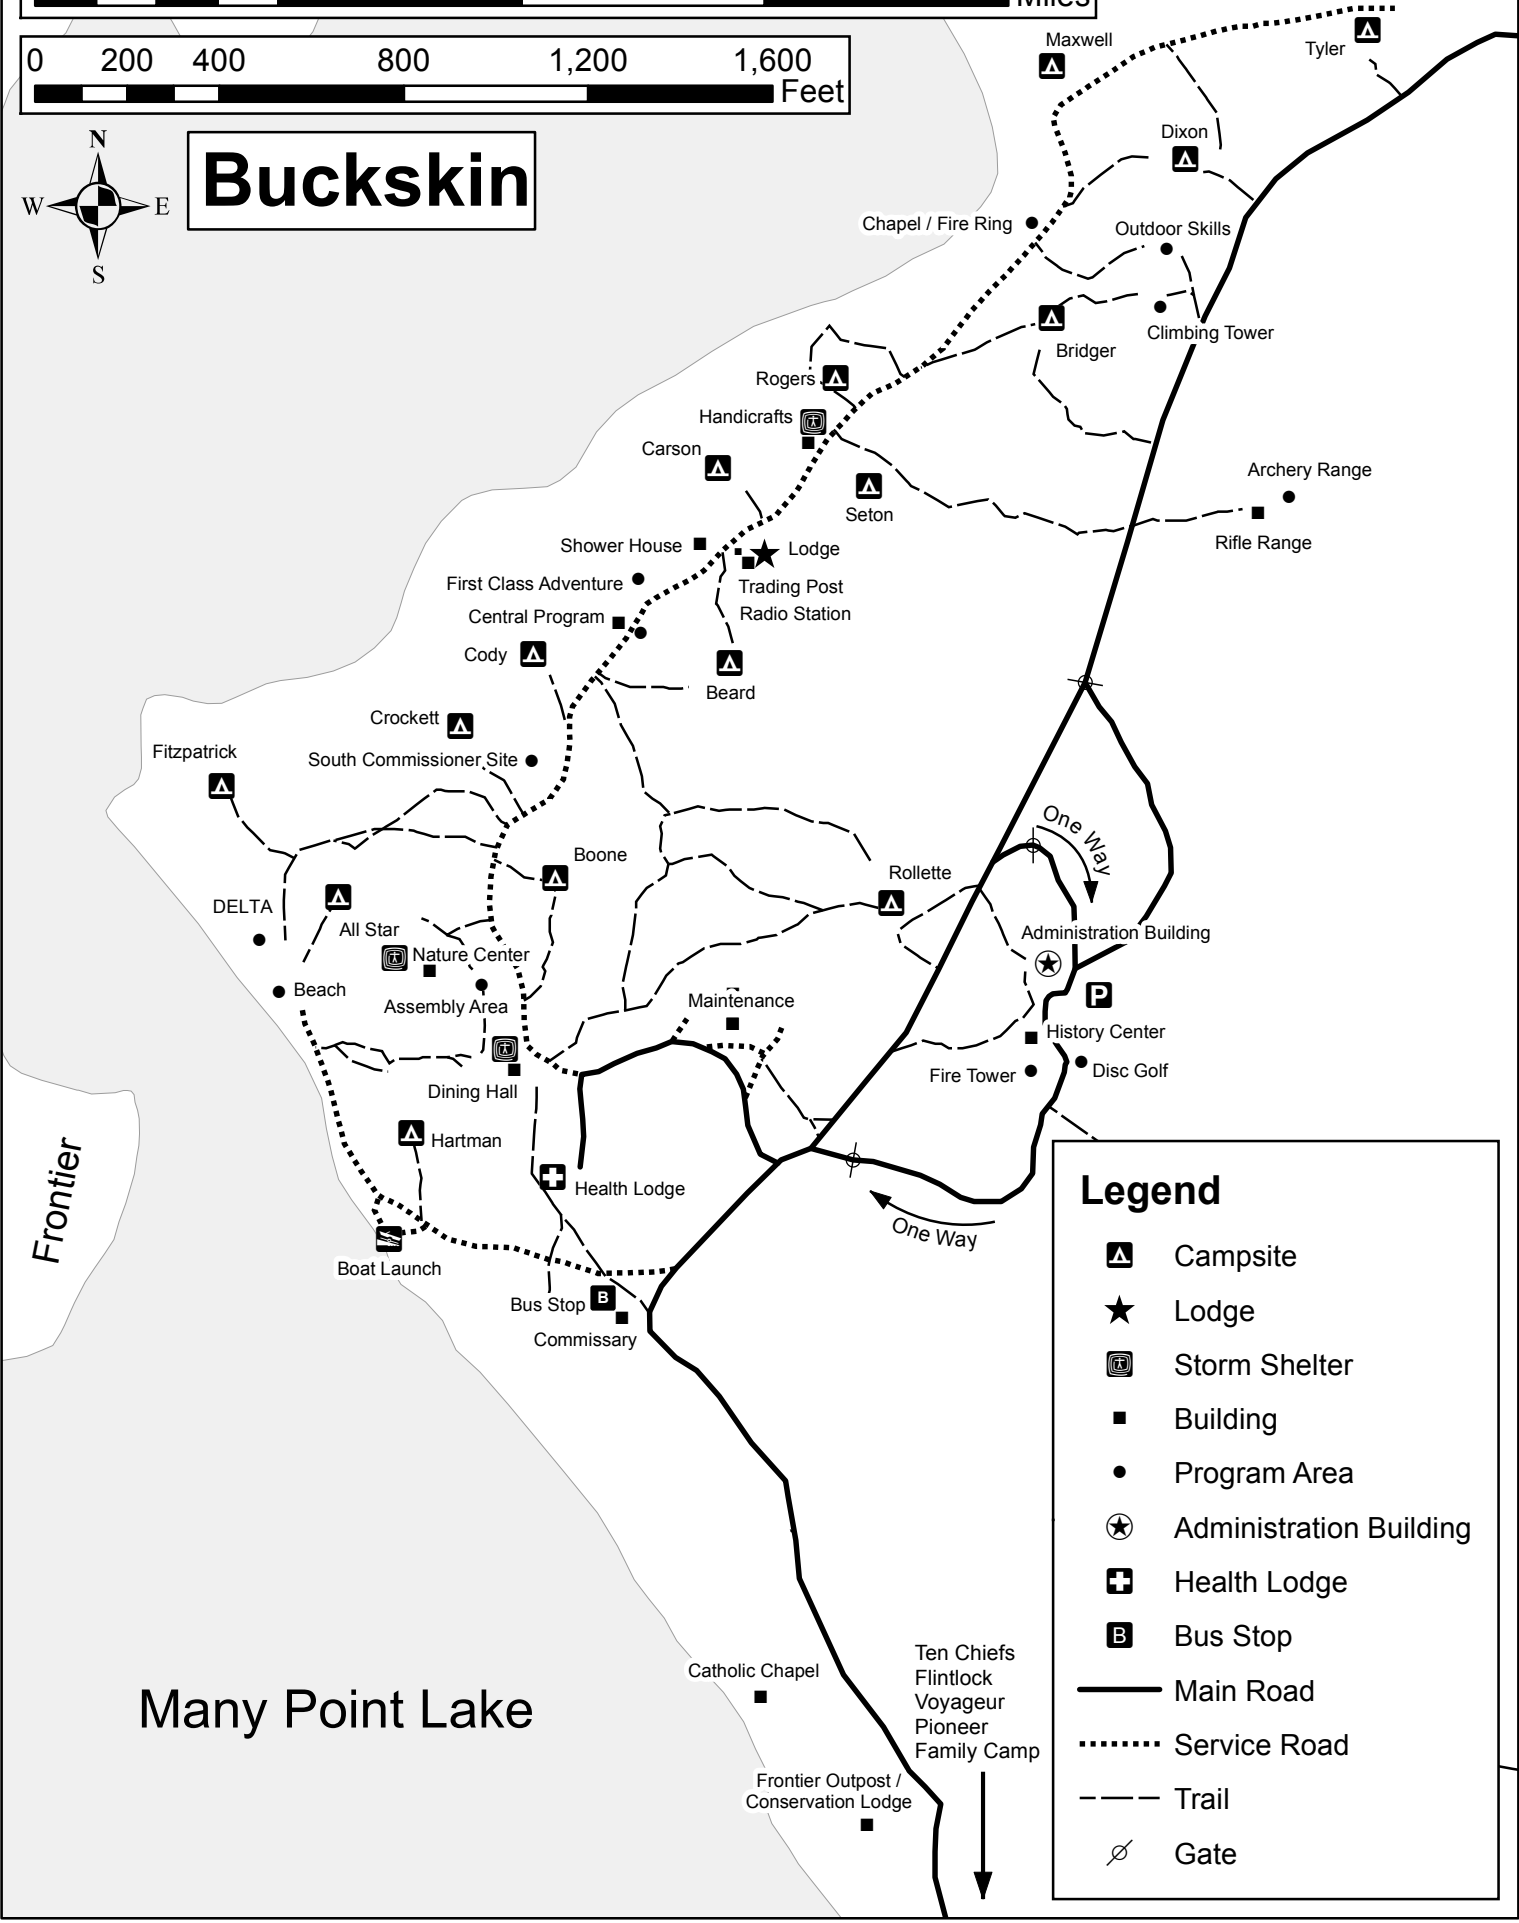 Miles
0 200 400 800 1,200 1,600
Feet
N
W E
S
Buckskin
Maxwell
Tyler
Dixon
Chapel / Fire Ring
Outdoor Skills
Climbing Tower
Bridger
Rogers
Handicrafts
Carson
Seton
Archery Range
Rifle Range
Shower House
Lodge
First Class Adventure
Trading Post
Radio Station
Central Program
Cody
Beard
Crockett
South Commissioner Site
Fitzpatrick
One Way
Boone
Rollette
DELTA
All Star
Nature Center
Administration Building
Beach
Assembly Area
P
Maintenance
History Center
Fire Tower
Disc Golf
Dining Hall
Hartman
Health Lodge
Frontier
One Way
Boat Launch
Bus Stop B
Commissary
Many Point Lake
Catholic Chapel
Ten Chiefs
Flintlock
Voyageur
Pioneer
Family Camp
Frontier Outpost /
Conservation Lodge
Legend
Campsite
Lodge
Storm Shelter
Building
Program Area
Administration Building
Health Lodge
B Bus Stop
Main Road
Service Road
Trail
Gate